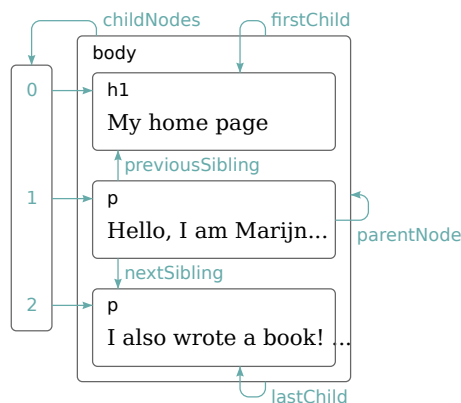 childNodes
firstChild
body
0
h1
My home page
previousSibling
1
p
Hello, I am Marijn...
parentNode
nextSibling
2
p
I also wrote a book! ...
lastChild